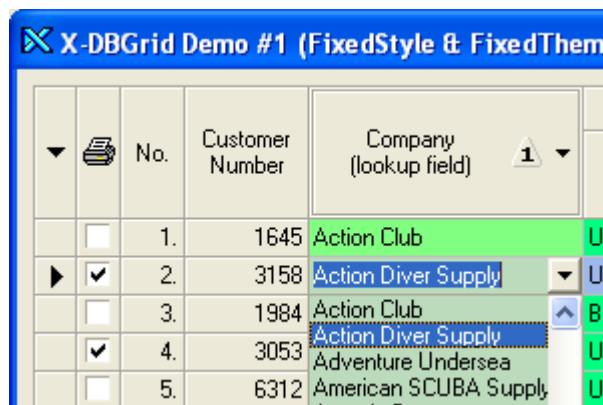 X-DBGrid Demo #1 (FixedStyle & FixedThem
No. Customer Number Company (lookup field) 1
1. 1645 Action Club U
2. 3158 Action Diver Supply U
3. 1984 Action Club B
Action Diver Supply
4. 3053 Adventure Undersea U
5. 6312 American SCUBA Supply U